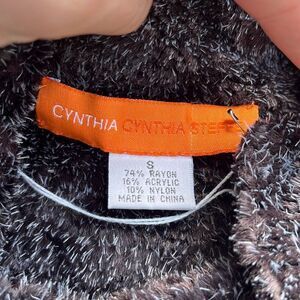 CYNTHIA CYNTHIA STEFFE
S
74% RAYON
16% ACRYLIC
10% NYLON
MADE IN CHINA